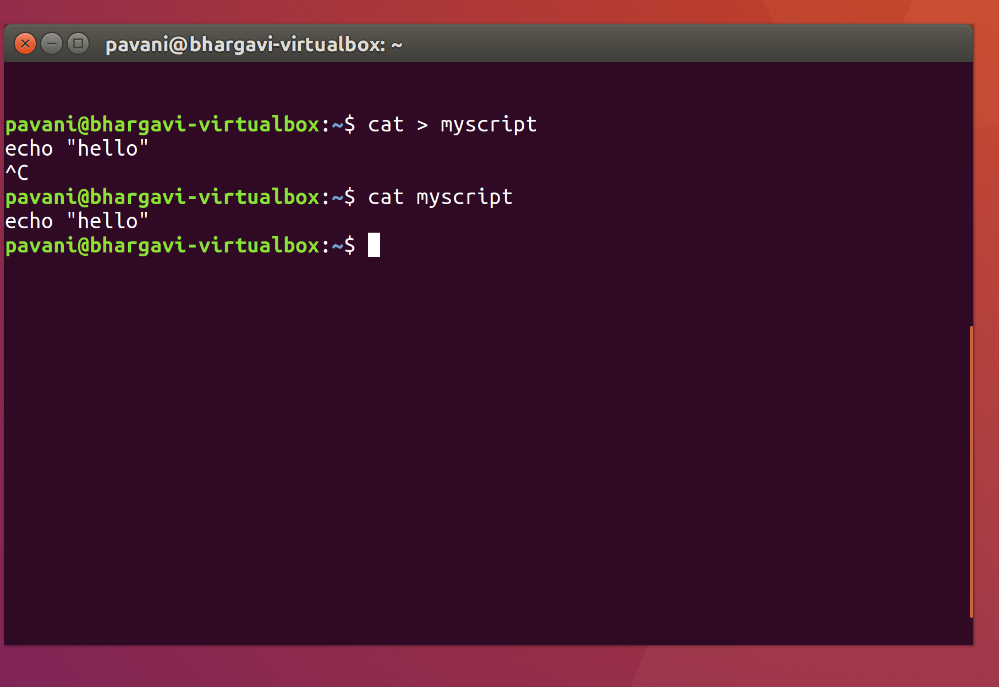 pavani@bhargavi-virtualbox: ~
pavani@bhargavi-virtualbox:~$ cat > myscript
echo "hello"
^C
pavani@bhargavi-virtualbox:~$ cat myscript
echo "hello"
pavani@bhargavi-virtualbox:~$